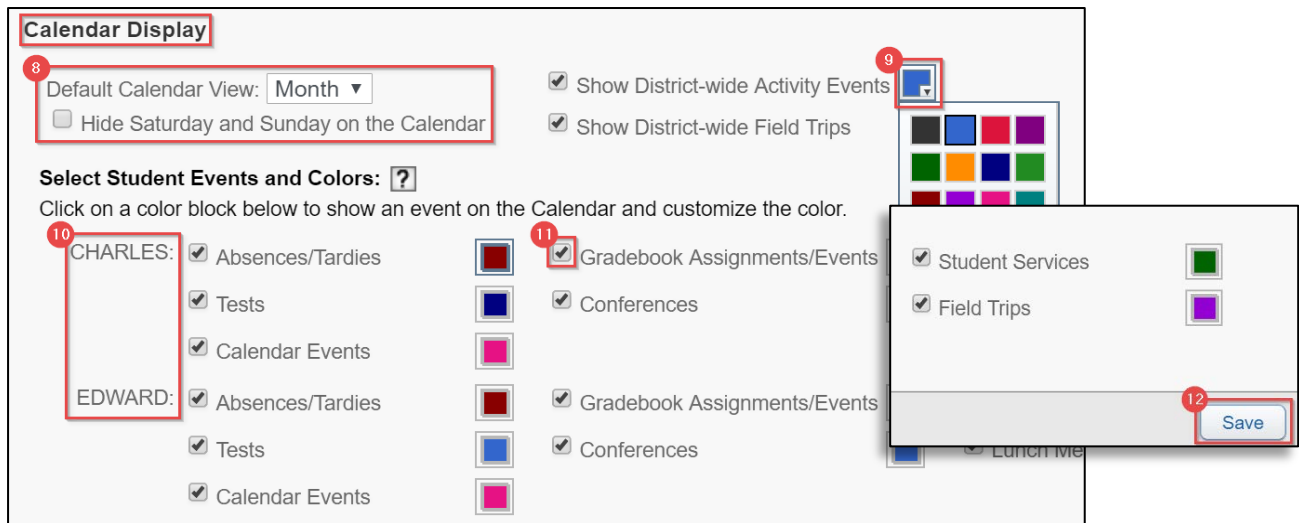 Calendar Display
8
9
Default Calendar View: Month
Show District-wide Activity Events
Hide Saturday and Sunday on the Calendar
Show District-wide Field Trips
Select Student Events and Colors: ?
Click on a color block below to show an event on the Calendar and customize the color.
10
11
CHARLES: Absences/Tardies
Gradebook Assignments/Events
Tests
Conferences
Calendar Events
EDWARD: Absences/Tardies
Gradebook Assignments/Events
Tests
Conferences
Lunch Me
Calendar Events
Student Services
Field Trips
12
Save